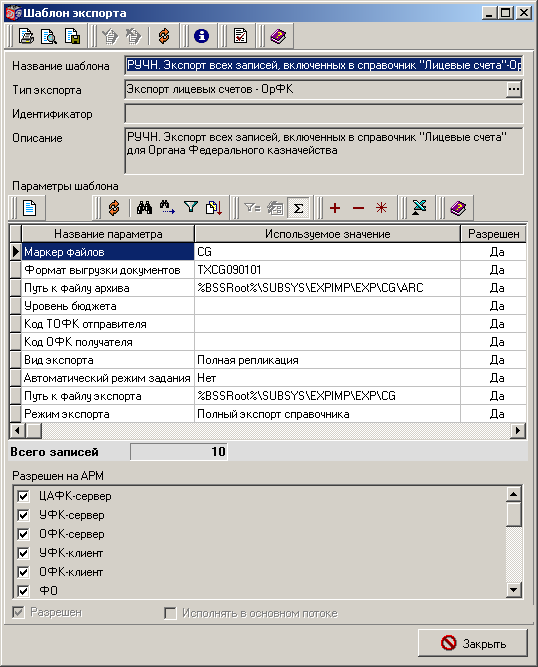 Шаблон экспорта
Название шаблона РУЧН. Экспорт всех записей, включенных в справочник "Лицевые счета"-Ор
Тип экспорта Экспорт лицевых счетов - ОрФК ...
Идентификатор
Описание РУЧН. Экспорт всех записей, включенных в справочник "Лицевые счета"
для Органа Федерального казначейства
Параметры шаблона
Название параметра Используемое значение Разрешен
Маркер файлов CG Да
Формат выгрузки документов TXCG090101 Да
Путь к файлу архива %BSSRoot%\SUBSYS\EXPIMP\EXP\CG\ARC Да
Уровень бюджета Да
Код ТОФК отправителя Да
Код ОФК получателя Да
Вид экспорта Полная репликация Да
Автоматический режим задания Нет Да
Путь к файлу экспорта %BSSRoot%\SUBSYS\EXPIMP\EXP\CG Да
Режим экспорта Полный экспорт справочника Да
Всего записей 10
Разрешен на АРМ
ЦАФК-сервер
УФК-сервер
ОФК-сервер
УФК-клиент
ОФК-клиент
ФО
Разрешен Исполнять в основном потоке
Закрыть